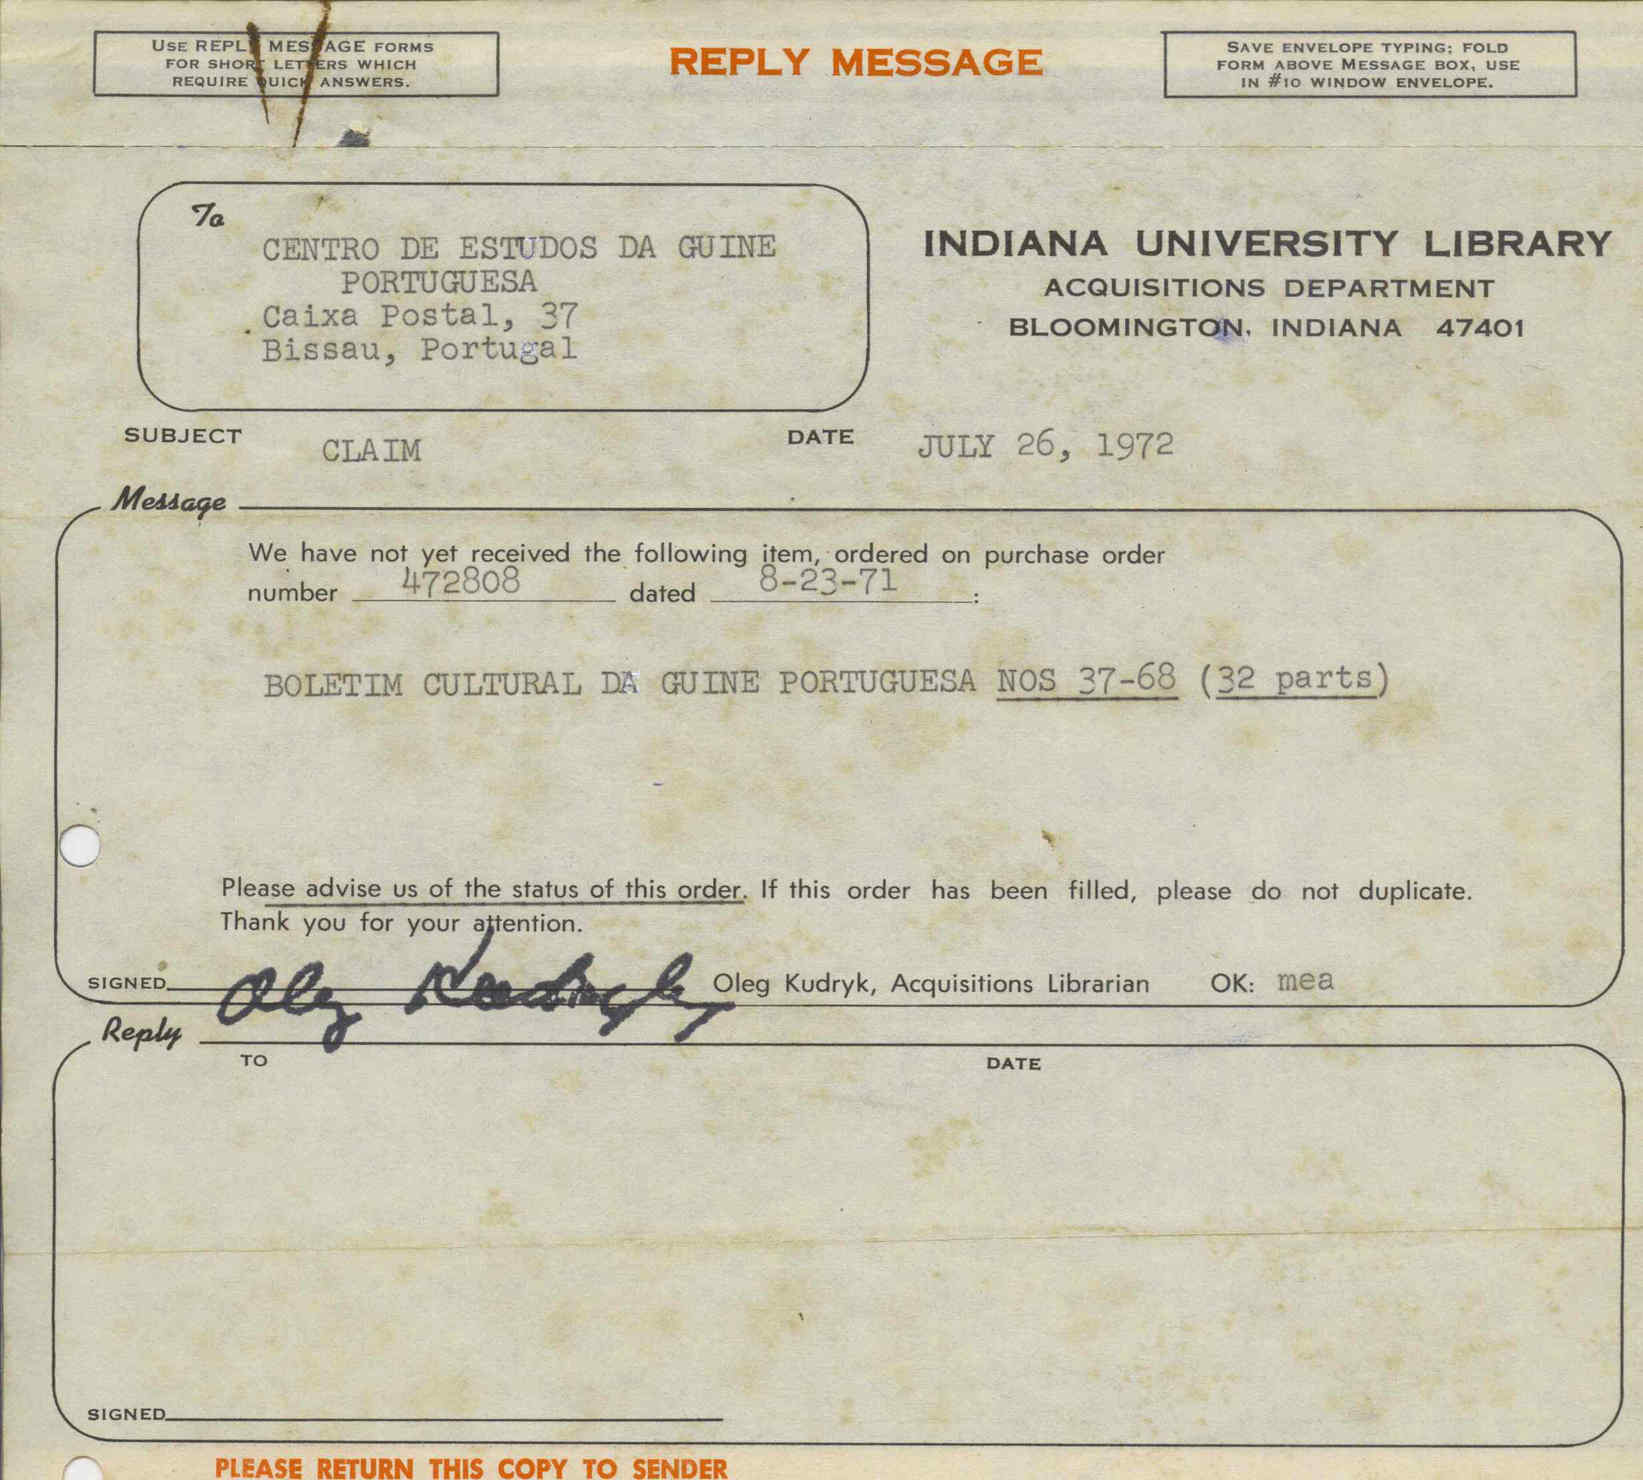 USE REPLY MESSAGE FORMS
FOR SHORT LETTERS WHICH
REQUIRE QUICK ANSWERS.
REPLY MESSAGE
SAVE ENVELOPE TYPING; FOLD
FORM ABOVE MESSAGE BOX, USE
IN #10 WINDOW ENVELOPE.
To
CENTRO DE ESTUDOS DA GUINE
PORTUGUESA
Caixa Postal, 37
Bissau, Portugal
INDIANA UNIVERSITY LIBRARY
ACQUISITIONS DEPARTMENT
BLOOMINGTON, INDIANA 47401
SUBJECT CLAIM DATE JULY 26, 1972
Message
We have not yet received the following item, ordered on purchase order
number 472808 dated 8-23-71 :
BOLETIM CULTURAL DA GUINE PORTUGUESA NOS 37-68 (32 parts)
Please advise us of the status of this order. If this order has been filled, please do not duplicate.
Thank you for your attention.
SIGNED Oleg Kudryk Oleg Kudryk, Acquisitions Librarian OK: mea
Reply
TO DATE
SIGNED
PLEASE RETURN THIS COPY TO SENDER